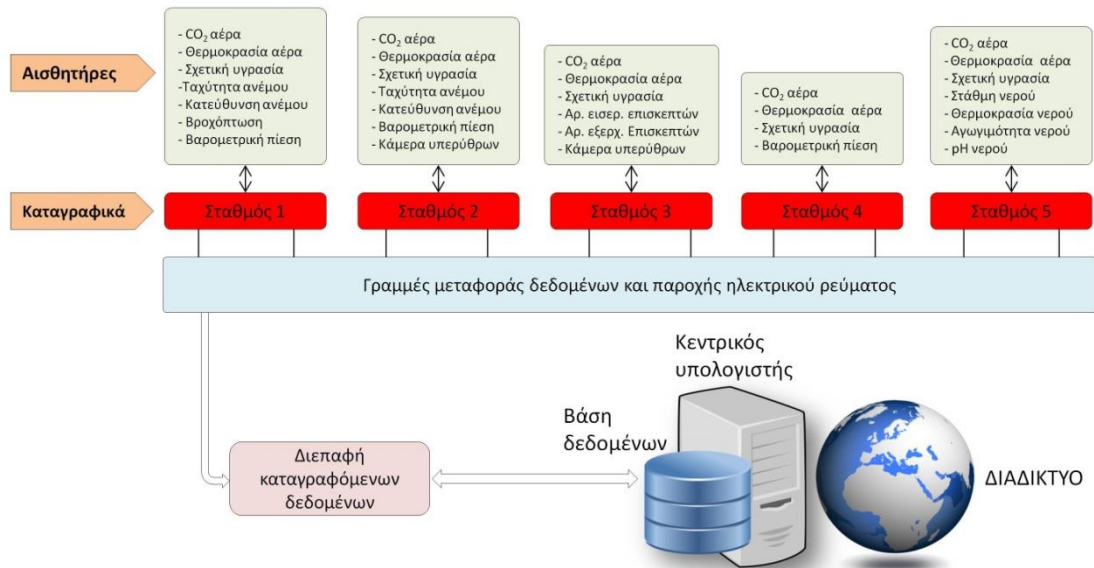 Αισθητήρες
- CO₂ αέρα
- Θερμοκρασία αέρα
- Σχετική υγρασία
-Ταχύτητα ανέμου
- Κατεύθυνση ανέμου
- Βροχόπτωση
- Βαρομετρική πίεση
- CO₂ αέρα
- Θερμοκρασία αέρα
- Σχετική υγρασία
- Ταχύτητα ανέμου
- Κατεύθυνση ανέμου
- Βαρομετρική πίεση
- Κάμερα υπερύθρων
- CO₂ αέρα
- Θερμοκρασία αέρα
- Σχετική υγρασία
- Αρ. εισερ. επισκεπτών
- Αρ. εξερχ. Επισκεπτών
- Κάμερα υπερύθρων
- CO₂ αέρα
- Θερμοκρασία αέρα
- Σχετική υγρασία
- Βαρομετρική πίεση
- CO₂ αέρα
-Θερμοκρασία αέρα
- Σχετική υγρασία
- Στάθμη νερού
- Θερμοκρασία νερού
- Αγωγιμότητα νερού
- pH νερού
Καταγραφικά
Σταθμός 1
Σταθμός 2
Σταθμός 3
Σταθμός 4
Σταθμός 5
Γραμμές μεταφοράς δεδομένων και παροχής ηλεκτρικού ρεύματος
Κεντρικός
υπολογιστής
Βάση
δεδομένων
Διεπαφή
καταγραφόμενων
δεδομένων
ΔΙΑΔΙΚΤΥΟ